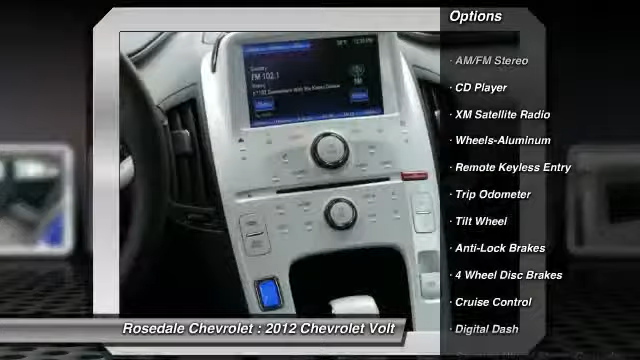 Options
· AM/FM Stereo
· CD Player
· XM Satellite Radio
· Wheels-Aluminum
· Remote Keyless Entry
· Trip Odometer
· Tilt Wheel
· Anti-Lock Brakes
· 4 Wheel Disc Brakes
· Cruise Control
· Digital Dash
FM 102.1
Rosedale Chevrolet : 2012 Chevrolet Volt